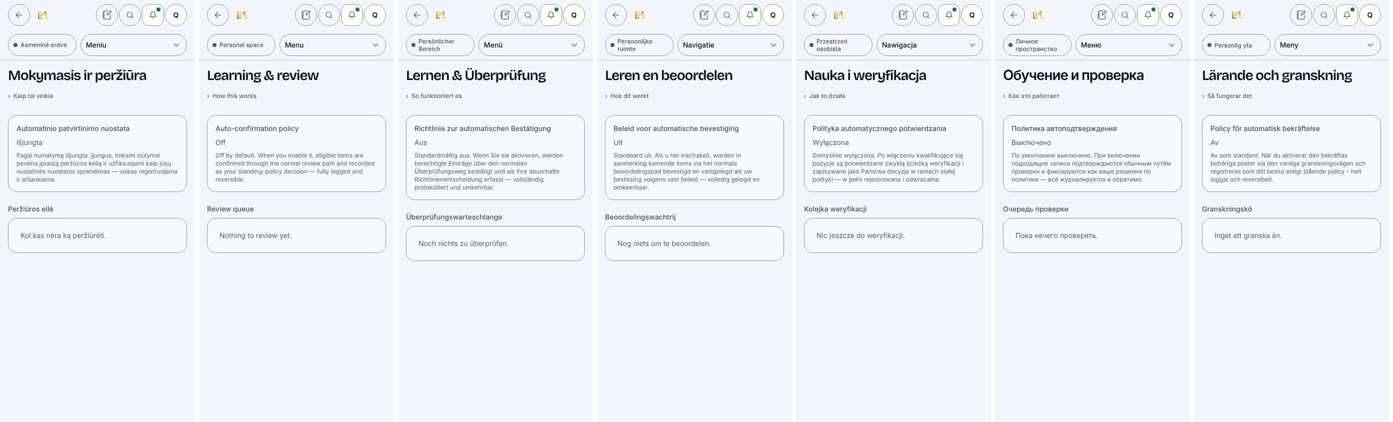 Q
Asmeninė erdvė
Meniu
Mokymasis ir peržiūra
› Kaip tai veikia
Automatinio patvirtinimo nuostata
Išjungta
Pagal numatymą išjungta. Įjungus, tinkami siūlymai
pereina įprastą peržiūros kelią ir užfiksuojami kaip jūsų
nuolatinės nuostatos sprendimas — viskas registruojama
ir atšaukiama.
Peržiūros eilė
Kol kas nėra ką peržiūrėti.
Q
Personal space
Menu
Learning & review
› How this works
Auto-confirmation policy
Off
Off by default. When you enable it, eligible items are
confirmed through the normal review path and recorded
as your standing-policy decision — fully logged and
reversible.
Review queue
Nothing to review yet.
Q
Persönlicher
Bereich
Menü
Lernen & Überprüfung
› So funktioniert es
Richtlinie zur automatischen Bestätigung
Aus
Standardmäßig aus. Wenn Sie sie aktivieren, werden
berechtigte Einträge über den normalen
Überprüfungsweg bestätigt und als Ihre dauerhafte
Richtlinienentscheidung erfasst — vollständig
protokolliert und umkehrbar.
Überprüfungswarteschlange
Noch nichts zu überprüfen.
Q
Persoonlijke
ruimte
Navigatie
Leren en beoordelen
› Hoe dit werkt
Beleid voor automatische bevestiging
Uit
Standaard uit. Als u het inschakelt, worden in
aanmerking komende items via het normale
beoordelingspad bevestigd en vastgelegd als uw
beslissing volgens vast beleid — volledig gelogd en
omkeerbaar.
Beoordelingswachtrij
Nog niets om te beoordelen.
Q
Przestrzeń
osobista
Nawigacja
Nauka i weryfikacja
› Jak to działa
Polityka automatycznego potwierdzania
Wyłączona
Domyślnie wyłączona. Po włączeniu kwalifikujące się
pozycje są potwierdzane zwykłą ścieżką weryfikacji i
zapisywane jako Państwa decyzja w ramach stałej
polityki — w pełni rejestrowana i odwracalna.
Kolejka weryfikacji
Nic jeszcze do weryfikacji.
Q
Личное
пространство
Меню
Обучение и проверка
› Как это работает
Политика автоподтверждения
Выключено
По умолчанию выключено. При включении
подходящие записи подтверждаются обычным путём
проверки и фиксируются как ваше решение по
политике — всё журналируется и обратимо.
Очередь проверки
Пока нечего проверять.
Q
Personlig yta
Meny
Lärande och granskning
› Så fungerar det
Policy för automatisk bekräftelse
Av
Av som standard. När du aktiverar den bekräftas
behöriga poster via den vanliga granskningsvägen och
registreras som ditt beslut enligt stående policy – helt
loggat och reversibelt.
Granskningskö
Inget att granska än.